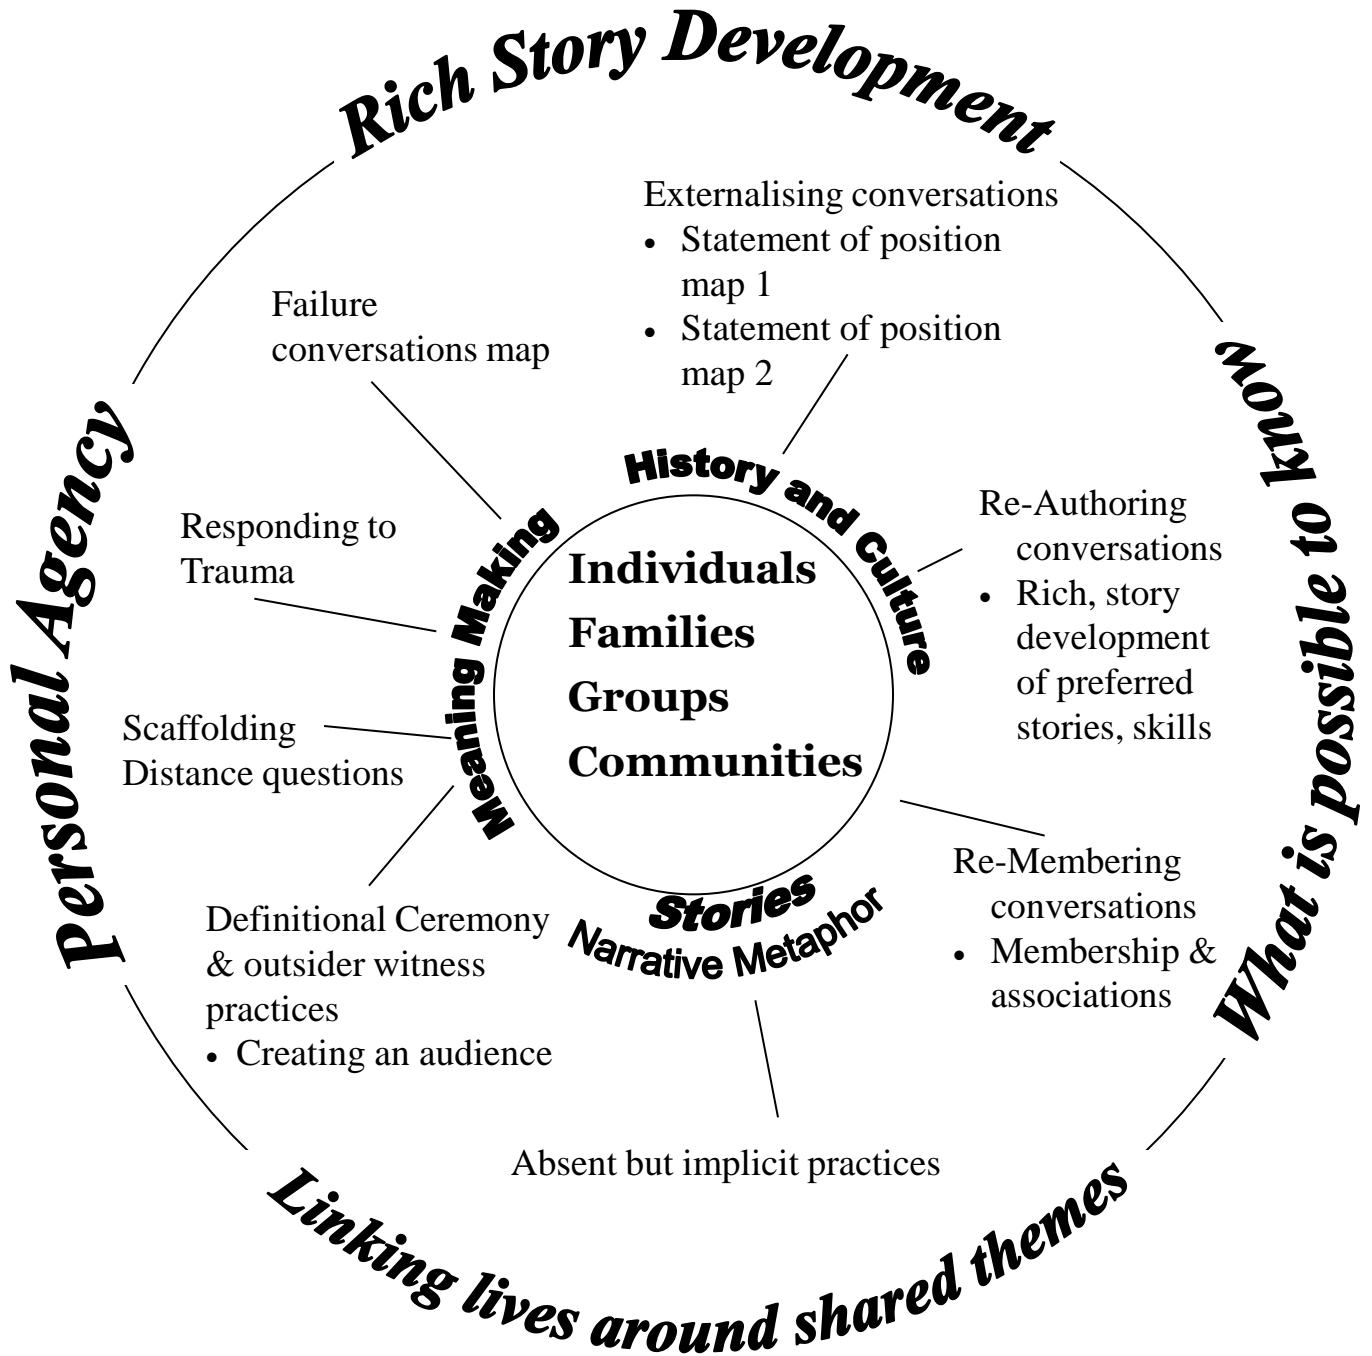 Rich Story Development
Externalising conversations
• Statement of position
map 1
• Statement of position
map 2
Failure
conversations map
What is possible to know
Personal Agency
History and Culture
Re-Authoring
conversations
• Rich, story
development
of preferred
stories, skills
Responding to
Trauma
Meaning Making
Individuals
Families
Groups
Communities
Scaffolding
Distance questions
Re-Membering
conversations
• Membership &
associations
Stories
Narrative Metaphor
Definitional Ceremony
& outsider witness
practices
• Creating an audience
Absent but implicit practices
Linking lives around shared themes